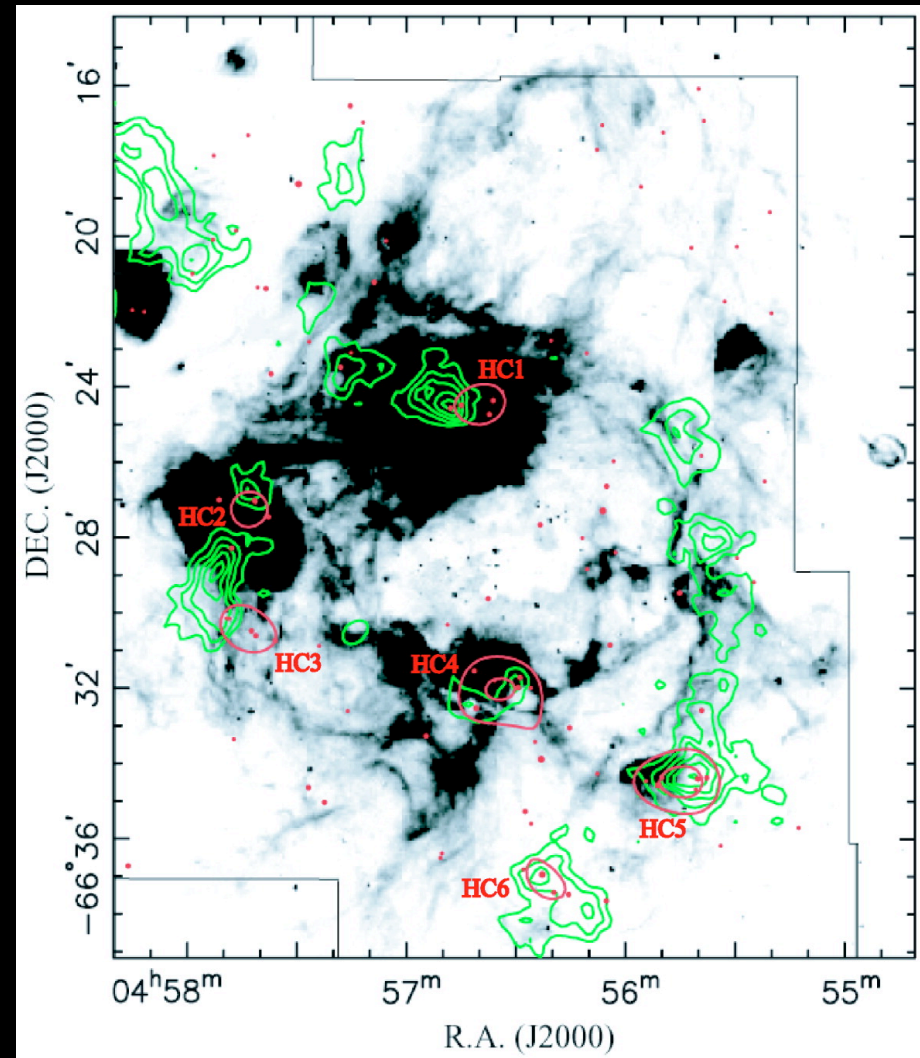 16'
20'
24'
28'
32'
−66°36'
DEC. (J2000)
HC1
HC2
HC3
HC4
HC5
HC6
04ʰ58ᵐ
57ᵐ
56ᵐ
55ᵐ
R.A. (J2000)